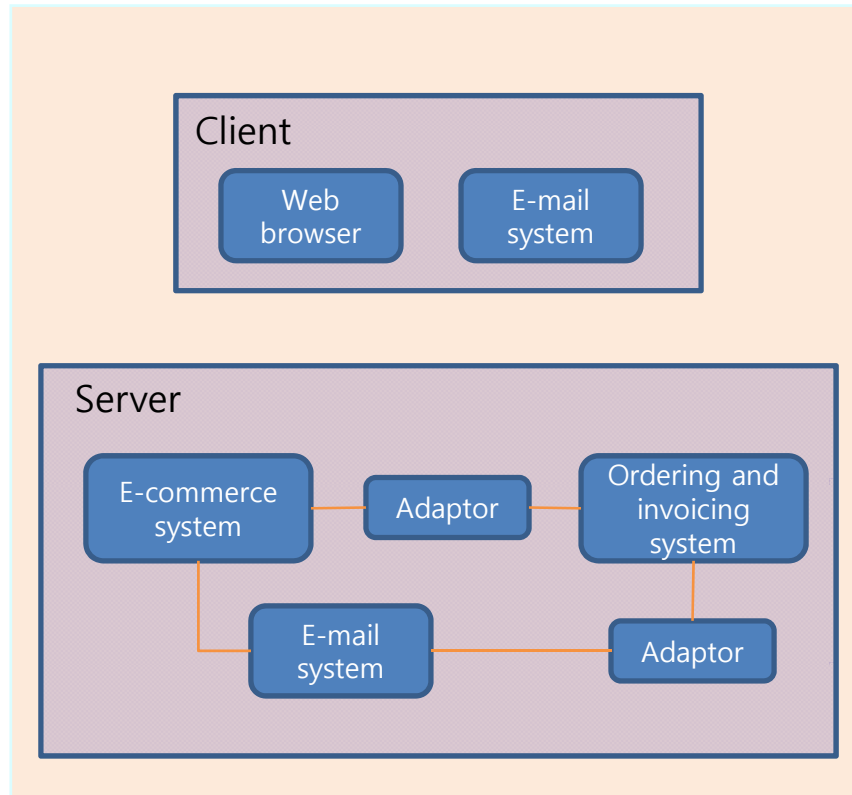 Client
Web
browser
E-mail
system
Server
E-commerce
system
Adaptor
Ordering and
invoicing
system
E-mail
system
Adaptor